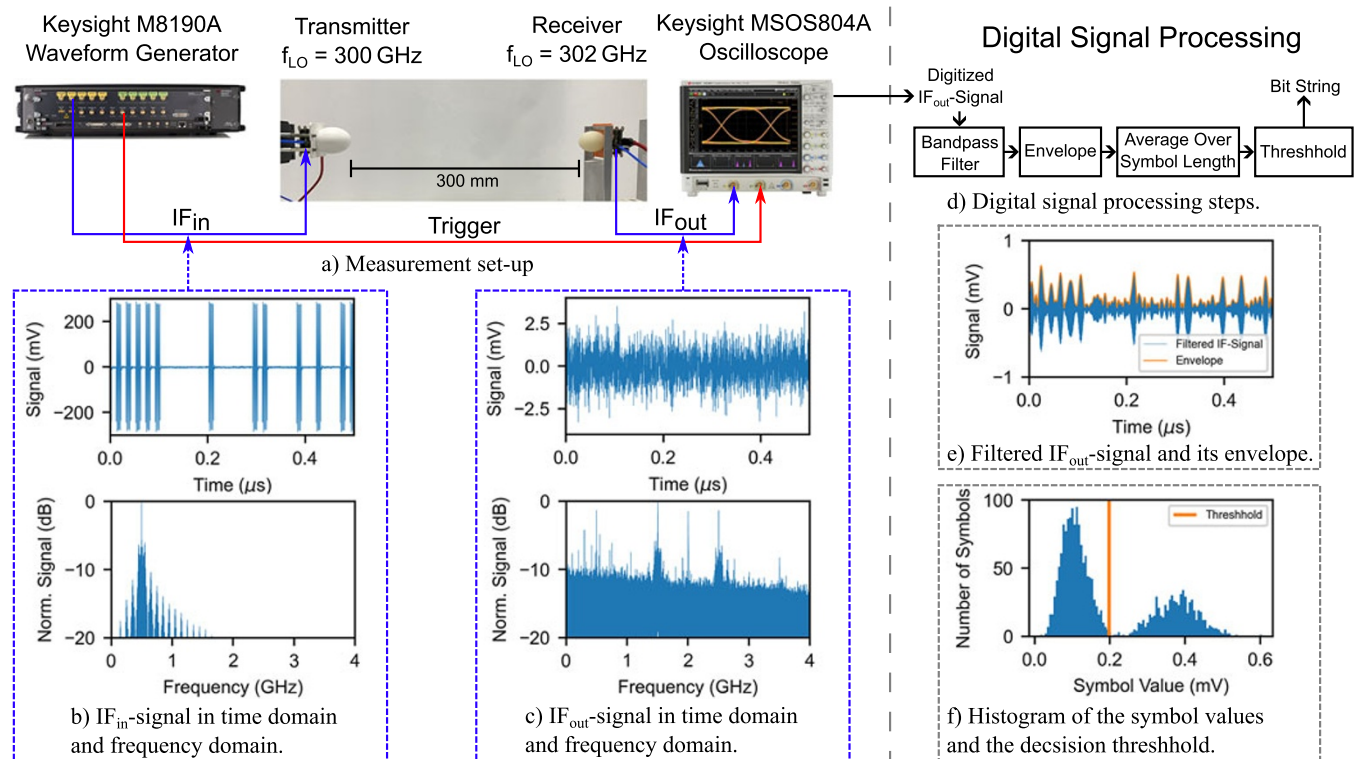 Keysight M8190A
Waveform Generator
Transmitter
fLO = 300 GHz
Receiver
fLO = 302 GHz
Keysight MSOS804A
Oscilloscope
300 mm
IFin
Trigger
IFout
a) Measurement set-up
200
0
−200
Signal (mV)
0.0
0.2
0.4
Time (μs)
0
−10
−20
Norm. Signal (dB)
0
1
2
3
4
Frequency (GHz)
b) IFin-signal in time domain
and frequency domain.
2.5
0.0
−2.5
Signal (mV)
0.0
0.2
0.4
Time (μs)
0
−10
−20
Norm. Signal (dB)
0
1
2
3
4
Frequency (GHz)
c) IFout-signal in time domain
and frequency domain.
Digital Signal Processing
Digitized
IFout-Signal
Bit String
Bandpass
Filter
Envelope
Average Over
Symbol Length
Threshhold
d) Digital signal processing steps.
1
0
−1
Signal (mV)
Filtered IF-Signal
Envelope
0.0
0.2
0.4
Time (μs)
e) Filtered IFout-signal and its envelope.
100
50
0
Number of Symbols
Threshhold
0.0
0.2
0.4
0.6
Symbol Value (mV)
f) Histogram of the symbol values
and the decsision threshhold.